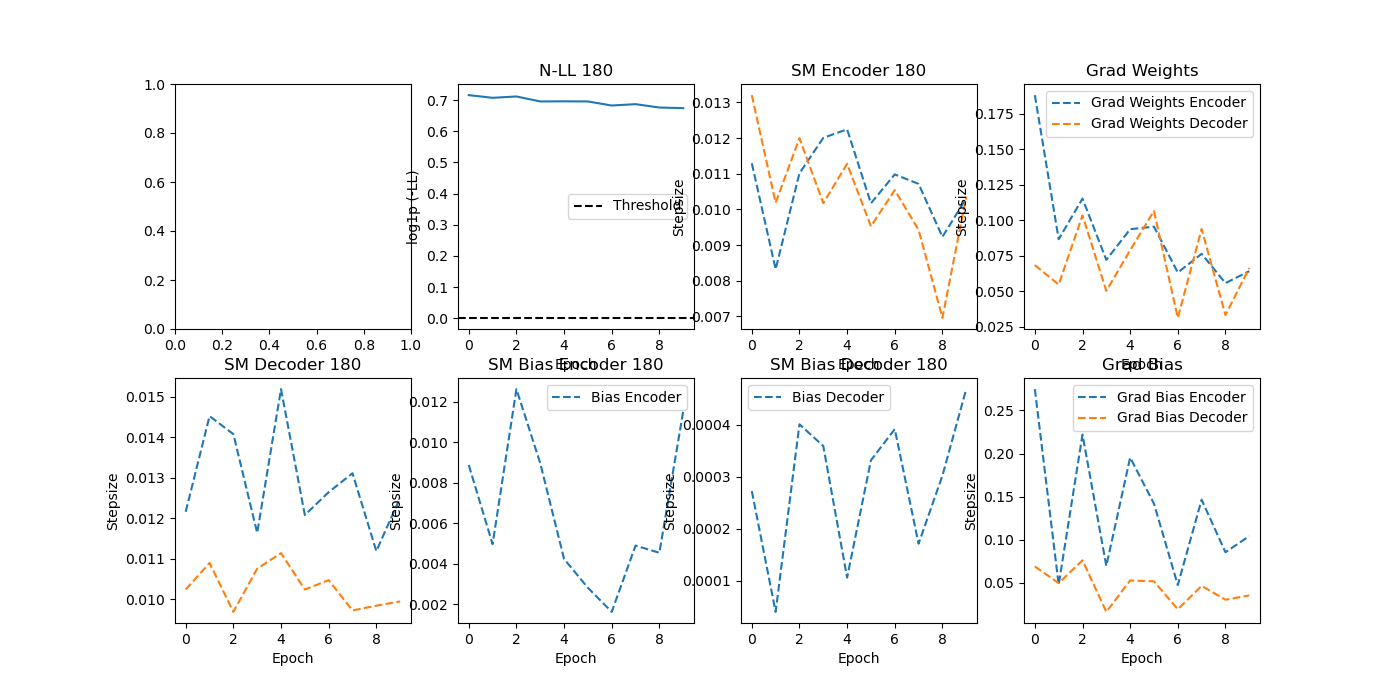 N-LL 180
SM Encoder 180
Grad Weights
1.0
0.8
0.6
0.4
0.2
0.0
0.0 0.2 0.4 0.6 0.8 1.0
log1p (-LL)
0.7
0.6
0.5
0.4
0.3
0.2
0.1
0.0
Threshold
0 2 4 6 8
Epoch
Stepsize
0.013
0.012
0.011
0.010
0.009
0.008
0.007
0 2 4 6 8
Epoch
Stepsize
0.175
0.150
0.125
0.100
0.075
0.050
0.025
Grad Weights Encoder
Grad Weights Decoder
0 2 4 6 8
Epoch
SM Decoder 180
SM Bias Encoder 180
SM Bias Decoder 180
Grad Bias
Stepsize
0.015
0.014
0.013
0.012
0.011
0.010
0 2 4 6 8
Epoch
Stepsize
0.012
0.010
0.008
0.006
0.004
0.002
Bias Encoder
0 2 4 6 8
Epoch
Stepsize
0.0004
0.0003
0.0002
0.0001
Bias Decoder
0 2 4 6 8
Epoch
Stepsize
0.25
0.20
0.15
0.10
0.05
Grad Bias Encoder
Grad Bias Decoder
0 2 4 6 8
Epoch